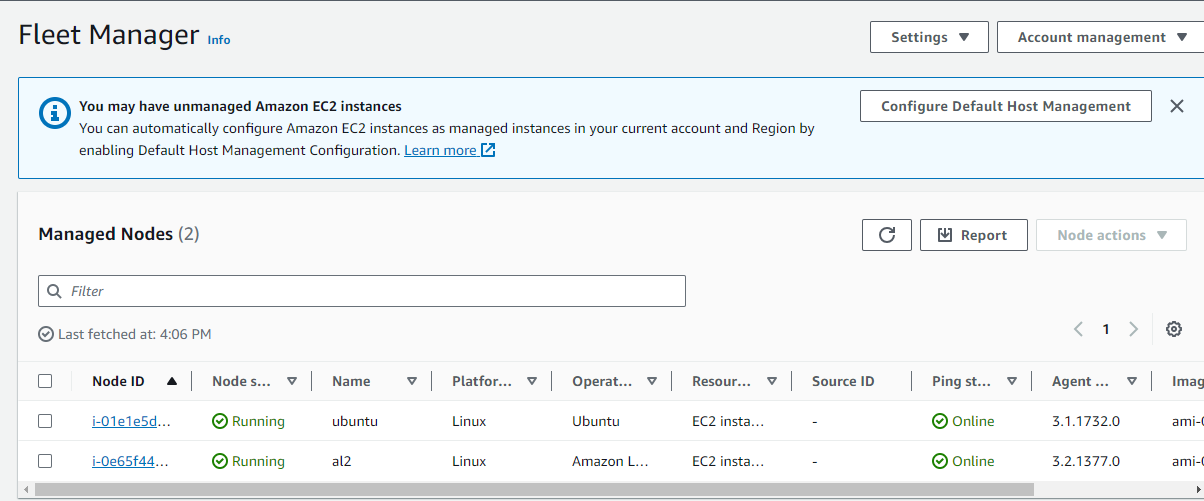 Fleet Manager Info
Settings
Account management
You may have unmanaged Amazon EC2 instances
You can automatically configure Amazon EC2 instances as managed instances in your current account and Region by
enabling Default Host Management Configuration. Learn more
Configure Default Host Management
Managed Nodes (2)
Report
Node actions
Filter
Last fetched at: 4:06 PM
1
Node ID Node s... Name Platfor... Operat... Resour... Source ID Ping st... Agent ... Imag
i-01e1e5d... Running ubuntu Linux Ubuntu EC2 insta... - Online 3.1.1732.0 ami-0
i-0e65f44... Running al2 Linux Amazon L... EC2 insta... - Online 3.2.1377.0 ami-0